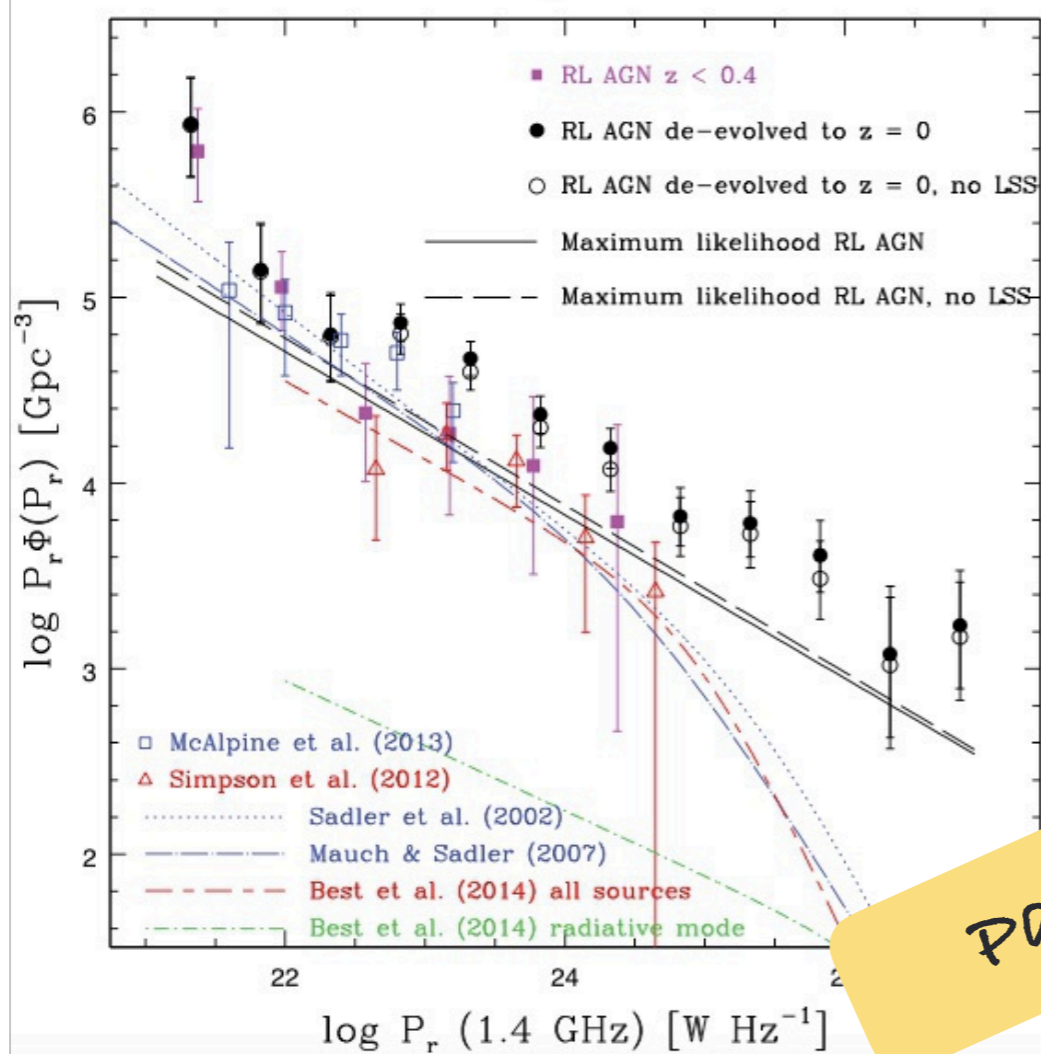 RL AGN z < 0.4
RL AGN de-evolved to z = 0
RL AGN de-evolved to z = 0, no LSS
Maximum likelihood RL AGN
Maximum likelihood RL AGN, no LSS
6
5
4
3
2
log P_r Φ(P_r) [Gpc⁻³]
McAlpine et al. (2013)
Simpson et al. (2012)
Sadler et al. (2002)
Mauch & Sadler (2007)
Best et al. (2014) all sources
Best et al. (2014) radiative mode
22 24
log P_r (1.4 GHz) [W Hz⁻¹]